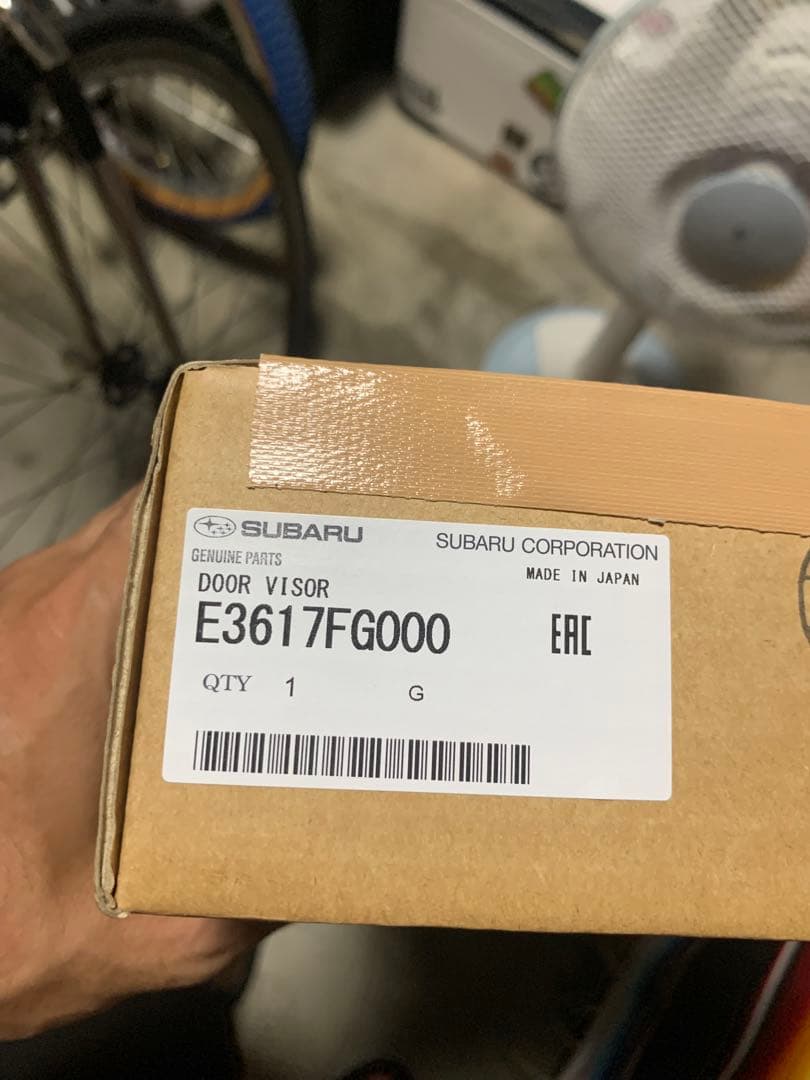 SUBARU
SUBARU CORPORATION
GENUINE PARTS
MADE IN JAPAN
DOOR VISOR
E3617FG000
EAC
QTY 1 G